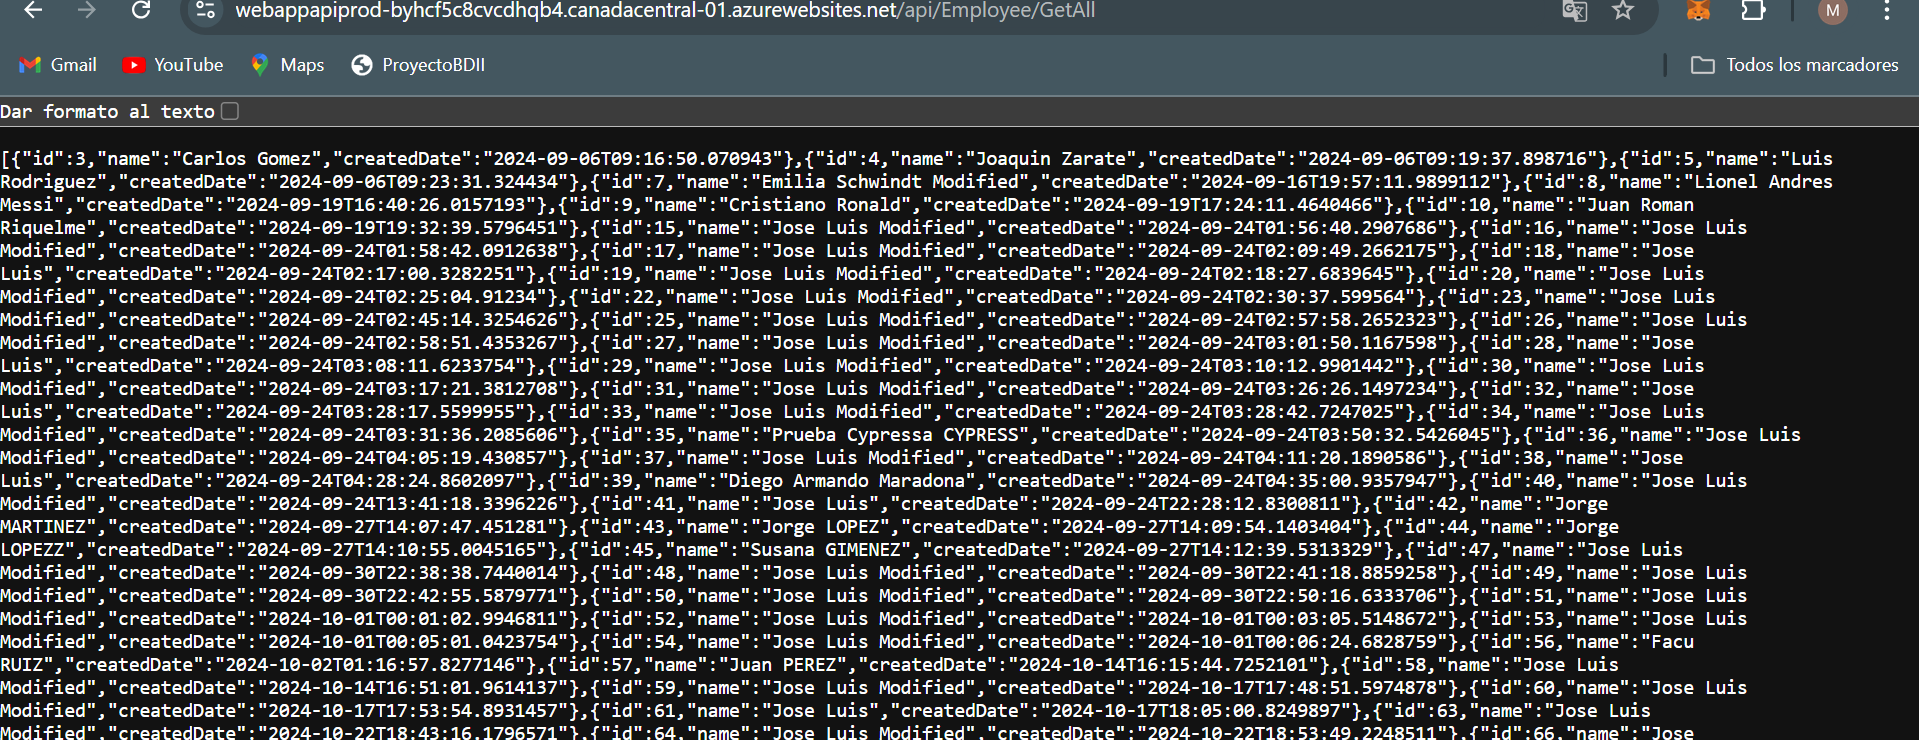 webappapiprod-byhcf5c8cvcdhqb4.canadacentral-01.azurewebsites.net/api/Employee/GetAll
M
Gmail YouTube Maps ProyectoBDII Todos los marcadores
Dar formato al texto
[{"id":3,"name":"Carlos Gomez","createdDate":"2024-09-06T09:16:50.070943"},{"id":4,"name":"Joaquin Zarate","createdDate":"2024-09-06T09:19:37.898716"},{"id":5,"name":"Luis
Rodriguez","createdDate":"2024-09-06T09:23:31.324434"},{"id":7,"name":"Emilia Schwindt Modified","createdDate":"2024-09-16T19:57:11.9899112"},{"id":8,"name":"Lionel Andres
Messi","createdDate":"2024-09-19T16:40:26.0157193"},{"id":9,"name":"Cristiano Ronald","createdDate":"2024-09-19T17:24:11.4640466"},{"id":10,"name":"Juan Roman
Riquelme","createdDate":"2024-09-19T19:32:39.5796451"},{"id":15,"name":"Jose Luis Modified","createdDate":"2024-09-24T01:56:40.2907686"},{"id":16,"name":"Jose Luis
Modified","createdDate":"2024-09-24T01:58:42.0912638"},{"id":17,"name":"Jose Luis Modified","createdDate":"2024-09-24T02:09:49.2662175"},{"id":18,"name":"Jose
Luis","createdDate":"2024-09-24T02:17:00.3282251"},{"id":19,"name":"Jose Luis Modified","createdDate":"2024-09-24T02:18:27.6839645"},{"id":20,"name":"Jose Luis
Modified","createdDate":"2024-09-24T02:25:04.91234"},{"id":22,"name":"Jose Luis Modified","createdDate":"2024-09-24T02:30:37.599564"},{"id":23,"name":"Jose Luis
Modified","createdDate":"2024-09-24T02:45:14.3254626"},{"id":25,"name":"Jose Luis Modified","createdDate":"2024-09-24T02:57:58.2652323"},{"id":26,"name":"Jose Luis
Modified","createdDate":"2024-09-24T02:58:51.4353267"},{"id":27,"name":"Jose Luis Modified","createdDate":"2024-09-24T03:01:50.1167598"},{"id":28,"name":"Jose
Luis","createdDate":"2024-09-24T03:08:11.6233754"},{"id":29,"name":"Jose Luis Modified","createdDate":"2024-09-24T03:10:12.9901442"},{"id":30,"name":"Jose Luis
Modified","createdDate":"2024-09-24T03:17:21.3812708"},{"id":31,"name":"Jose Luis Modified","createdDate":"2024-09-24T03:26:26.1497234"},{"id":32,"name":"Jose
Luis","createdDate":"2024-09-24T03:28:17.5599955"},{"id":33,"name":"Jose Luis Modified","createdDate":"2024-09-24T03:28:42.7247025"},{"id":34,"name":"Jose Luis
Modified","createdDate":"2024-09-24T03:31:36.2085606"},{"id":35,"name":"Prueba Cypressa CYPRESS","createdDate":"2024-09-24T03:50:32.5426045"},{"id":36,"name":"Jose Luis
Modified","createdDate":"2024-09-24T04:05:19.430857"},{"id":37,"name":"Jose Luis Modified","createdDate":"2024-09-24T04:11:20.1890586"},{"id":38,"name":"Jose
Luis","createdDate":"2024-09-24T04:28:24.8602097"},{"id":39,"name":"Diego Armando Maradona","createdDate":"2024-09-24T04:35:00.9357947"},{"id":40,"name":"Jose Luis
Modified","createdDate":"2024-09-24T13:41:18.3396226"},{"id":41,"name":"Jose Luis","createdDate":"2024-09-24T22:28:12.8300811"},{"id":42,"name":"Jorge
MARTINEZ","createdDate":"2024-09-27T14:07:47.451281"},{"id":43,"name":"Jorge LOPEZ","createdDate":"2024-09-27T14:09:54.1403404"},{"id":44,"name":"Jorge
LOPEZZ","createdDate":"2024-09-27T14:10:55.0045165"},{"id":45,"name":"Susana GIMENEZ","createdDate":"2024-09-27T14:12:39.5313329"},{"id":47,"name":"Jose Luis
Modified","createdDate":"2024-09-30T22:38:38.7440014"},{"id":48,"name":"Jose Luis Modified","createdDate":"2024-09-30T22:41:18.8859258"},{"id":49,"name":"Jose Luis
Modified","createdDate":"2024-09-30T22:42:55.5879771"},{"id":50,"name":"Jose Luis Modified","createdDate":"2024-09-30T22:50:16.6333706"},{"id":51,"name":"Jose Luis
Modified","createdDate":"2024-10-01T00:01:02.9946811"},{"id":52,"name":"Jose Luis Modified","createdDate":"2024-10-01T00:03:05.5148672"},{"id":53,"name":"Jose Luis
Modified","createdDate":"2024-10-01T00:05:01.0423754"},{"id":54,"name":"Jose Luis Modified","createdDate":"2024-10-01T00:06:24.6828759"},{"id":56,"name":"Facu
RUIZ","createdDate":"2024-10-02T01:16:57.8277146"},{"id":57,"name":"Juan PEREZ","createdDate":"2024-10-14T16:15:44.7252101"},{"id":58,"name":"Jose Luis
Modified","createdDate":"2024-10-14T16:51:01.9614137"},{"id":59,"name":"Jose Luis Modified","createdDate":"2024-10-17T17:48:51.5974878"},{"id":60,"name":"Jose Luis
Modified","createdDate":"2024-10-17T17:53:54.8931457"},{"id":61,"name":"Jose Luis","createdDate":"2024-10-17T18:05:00.8249897"},{"id":63,"name":"Jose Luis
Modified","createdDate":"2024-10-22T18:43:16.1796571"},{"id":64,"name":"Jose Luis Modified","createdDate":"2024-10-22T18:53:49.2248511"},{"id":66,"name":"Jose